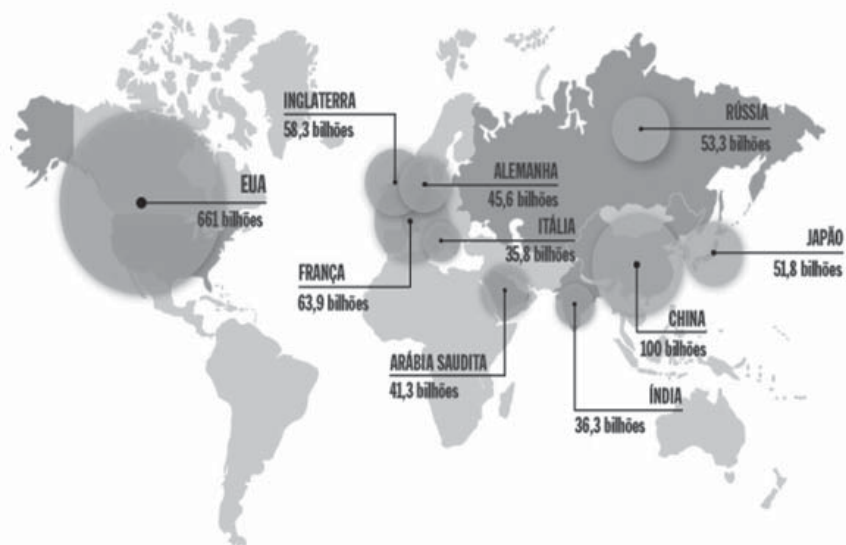 INGLATERRA
58,3 bilhões
RÚSSIA
53,3 bilhões
EUA
661 bilhões
ALEMANHA
45,6 bilhões
ITÁLIA
35,8 bilhões
JAPÃO
51,8 bilhões
FRANÇA
63,9 bilhões
CHINA
100 bilhões
ARÁBIA SAUDITA
41,3 bilhões
ÍNDIA
36,3 bilhões